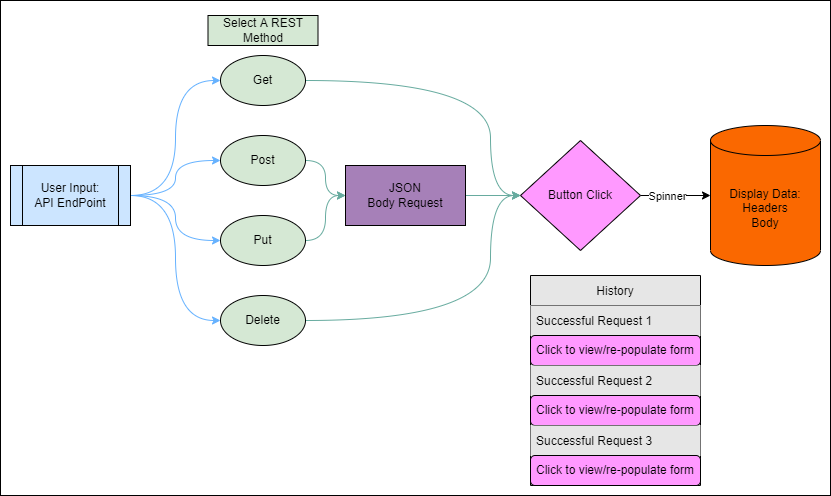 Select A REST
Method
Get
Post
Put
Delete
User Input:
API EndPoint
JSON
Body Request
Button Click
Spinner
Display Data:
Headers
Body
History
Successful Request 1
Click to view/re-populate form
Successful Request 2
Click to view/re-populate form
Successful Request 3
Click to view/re-populate form